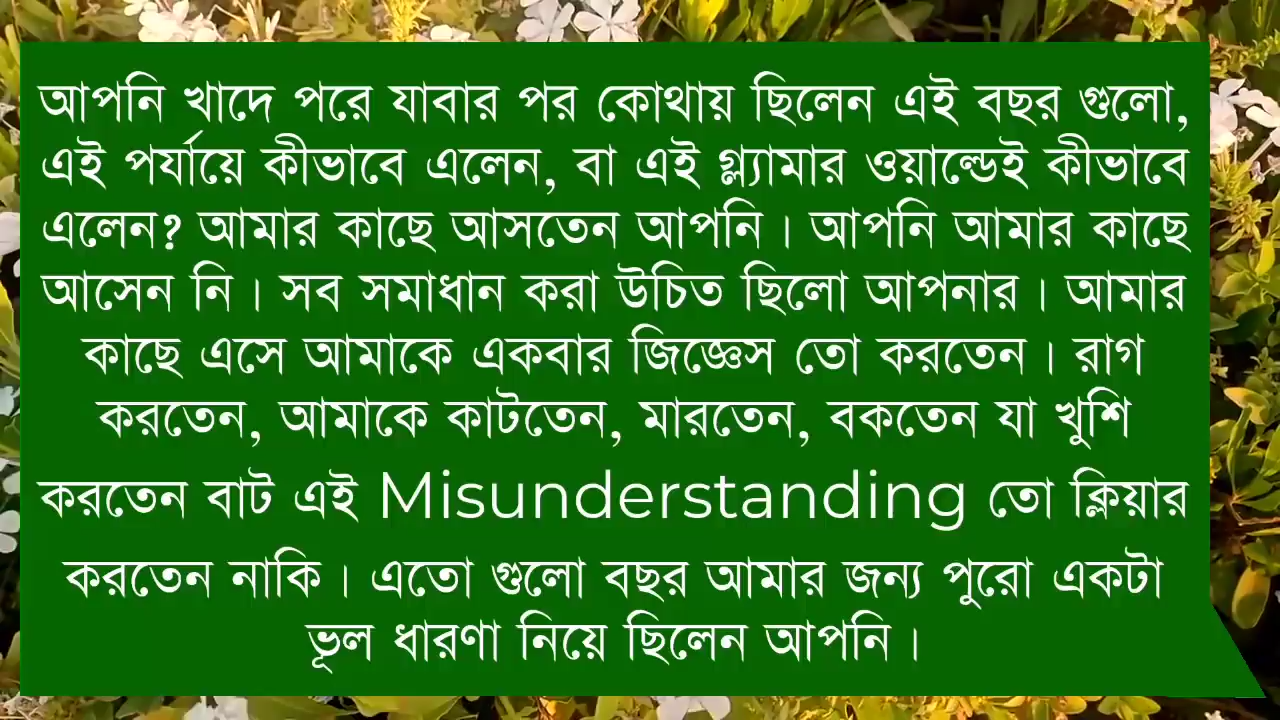 আপনি খাদে পরে যাবার পর কোথায় ছিলেন এই বছর গুলো,
এই পর্যায়ে কীভাবে এলেন, বা এই গ্ল্যামার ওয়াল্ডেই কীভাবে
এলেন? আমার কাছে আসতেন আপনি। আপনি আমার কাছে
আসেন নি। সব সমাধান করা উচিত ছিলো আপনার। আমার
কাছে এসে আমাকে একবার জিজ্ঞেস তো করতেন। রাগ
করতেন, আমাকে কাটতেন, মারতেন, বকতেন যা খুশি
করতেন বাট এই Misunderstanding তো ক্লিয়ার
করতেন নাকি। এতো গুলো বছর আমার জন্য পুরো একটা
ভূল ধারণা নিয়ে ছিলেন আপনি।